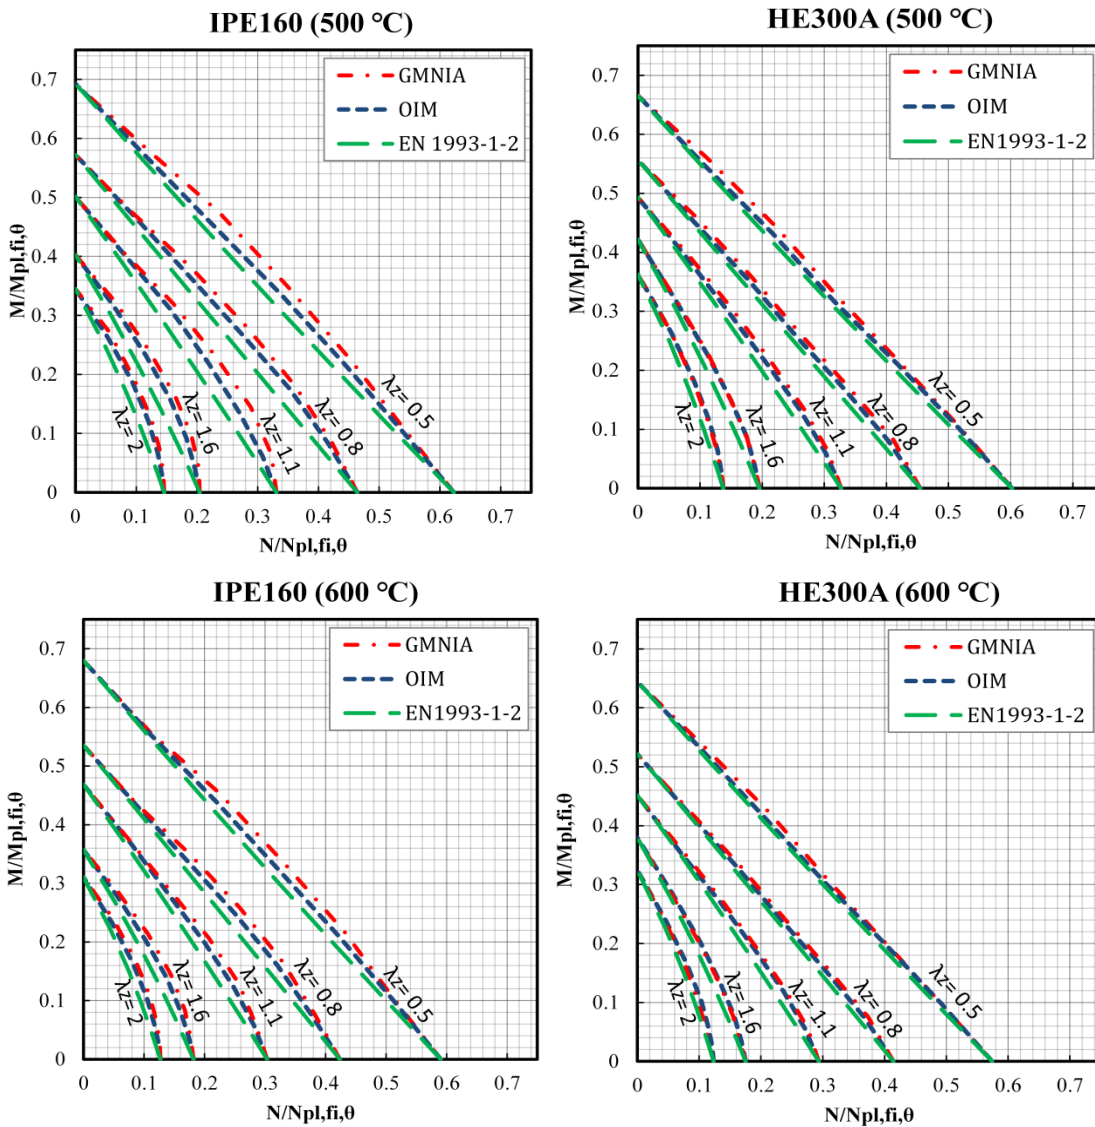 IPE160 (500 °C)
0.7
0.6
0.5
0.4
0.3
0.2
0.1
0
M/Mpl,fi,θ
GMNIA
OIM
EN 1993-1-2
λz= 0.5
λz= 0.8
λz= 1.1
λz= 1.6
λz= 2
0 0.1 0.2 0.3 0.4 0.5 0.6 0.7
N/Npl,fi,θ
HE300A (500 °C)
0.7
0.6
0.5
0.4
0.3
0.2
0.1
0
M/Mpl,fi,θ
GMNIA
OIM
EN1993-1-2
λz= 0.5
λz= 0.8
λz= 1.1
λz= 1.6
λz= 2
0 0.1 0.2 0.3 0.4 0.5 0.6 0.7
N/Npl,fi,θ
IPE160 (600 °C)
0.7
0.6
0.5
0.4
0.3
0.2
0.1
0
M/Mpl,fi,θ
GMNIA
OIM
EN1993-1-2
λz= 0.5
λz= 0.8
λz= 1.1
λz= 1.6
λz= 2
0 0.1 0.2 0.3 0.4 0.5 0.6 0.7
N/Npl,fi,θ
HE300A (600 °C)
0.7
0.6
0.5
0.4
0.3
0.2
0.1
0
M/Mpl,fi,θ
GMNIA
OIM
EN1993-1-2
λz= 0.5
λz= 0.8
λz= 1.1
λz= 1.6
λz= 2
0 0.1 0.2 0.3 0.4 0.5 0.6 0.7
N/Npl,fi,θ